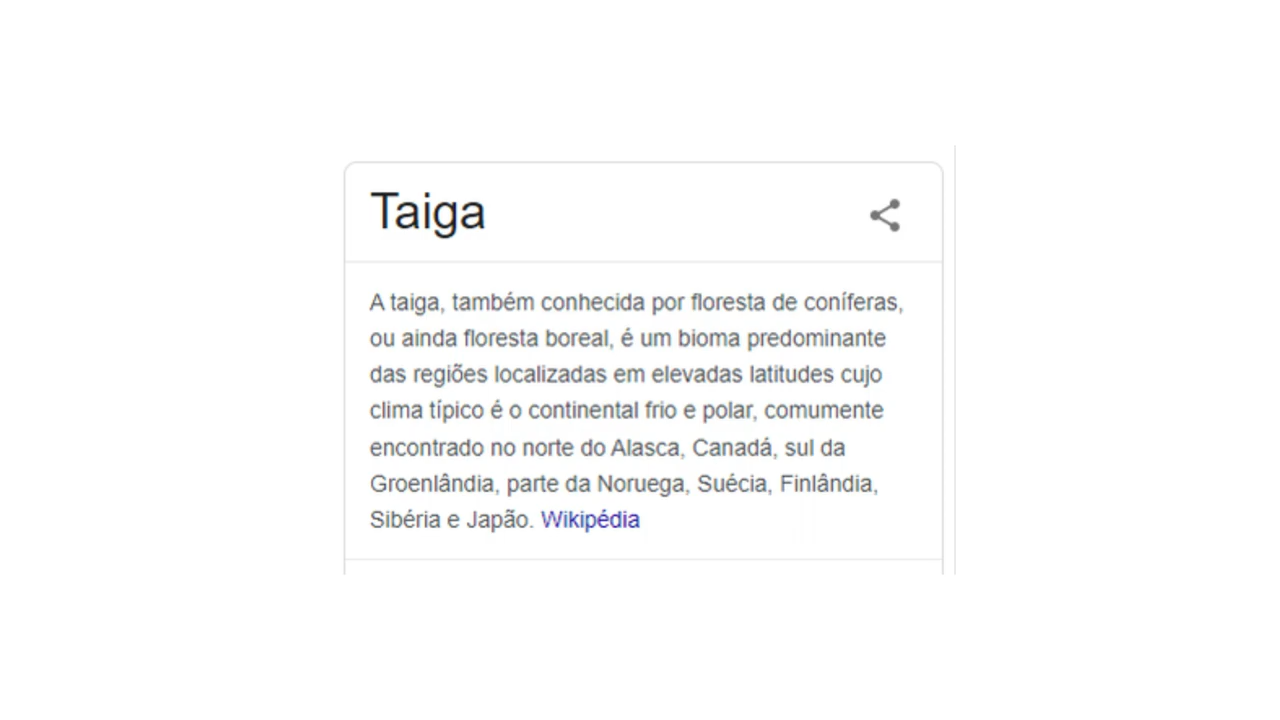 Taiga
A taiga, também conhecida por floresta de coníferas,
ou ainda floresta boreal, é um bioma predominante
das regiões localizadas em elevadas latitudes cujo
clima típico é o continental frio e polar, comumente
encontrado no norte do Alasca, Canadá, sul da
Groenlândia, parte da Noruega, Suécia, Finlândia,
Sibéria e Japão. Wikipédia